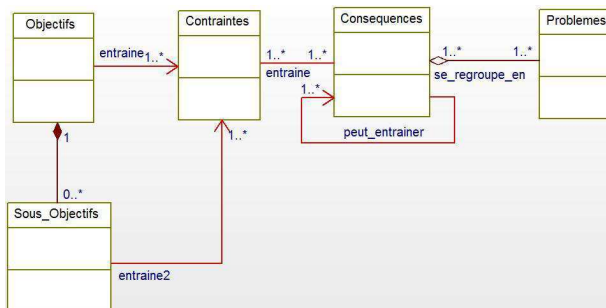 Objectifs
Contraintes
Consequences
Problemes
entraine
1..*
1..*
1..*
entraine
1..*
1..*
se_regroupe_en
1..*
peut_entrainer
1..*
1
0..*
Sous_Objectifs
entraine2